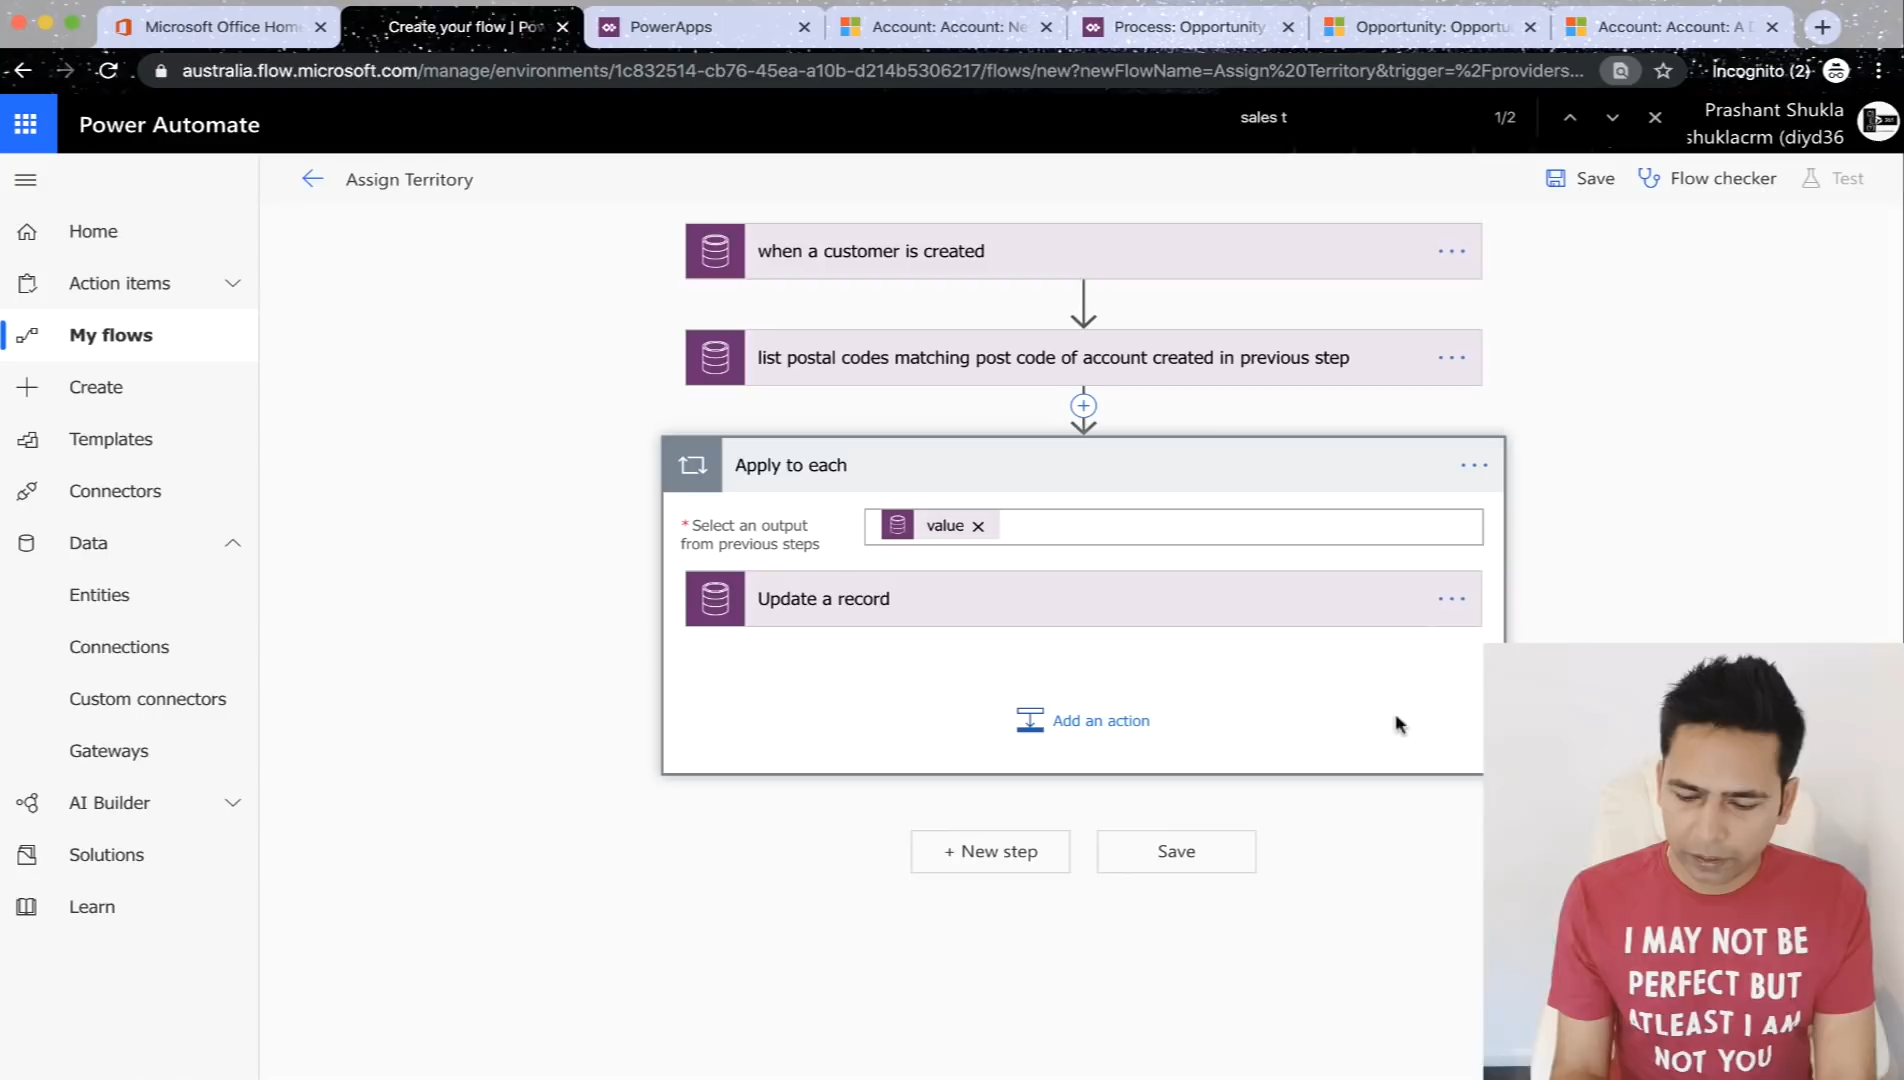 Microsoft Office Hom
Create your flow | Po
PowerApps
Account: Account: Ne
Process: Opportunity
Opportunity: Opportu
Account: Account: A D
australia.flow.microsoft.com/manage/environments/1c832514-cb76-45ea-a10b-d214b5306217/flows/new?newFlowName=Assign%20Territory&trigger=%2Fproviders...
Incognito (2)
Power Automate
sales t
1/2
Prashant Shukla
shuklacrm (diyd36
Assign Territory
Save
Flow checker
Test
Home
Action items
My flows
Create
Templates
Connectors
Data
Entities
Connections
Custom connectors
Gateways
AI Builder
Solutions
Learn
when a customer is created
list postal codes matching post code of account created in previous step
Apply to each
* Select an output
from previous steps
value
Update a record
Add an action
+ New step
Save
I MAY NOT BE
PERFECT BUT
ATLEAST I AM
NOT YOU